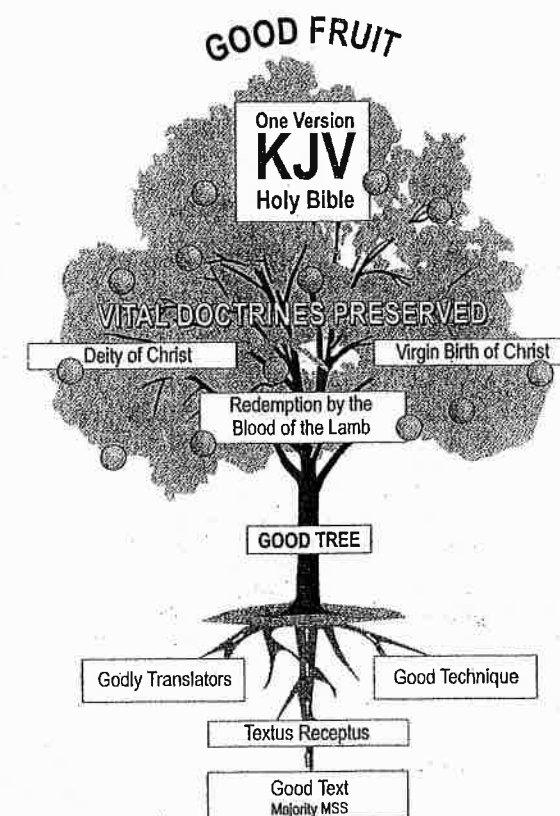 GOOD FRUIT
One Version
KJV
Holy Bible
VITAL DOCTRINES PRESERVED
Deity of Christ
Virgin Birth of Christ
Redemption by the
Blood of the Lamb
GOOD TREE
Godly Translators
Good Technique
Textus Receptus
Good Text
Majority MSS